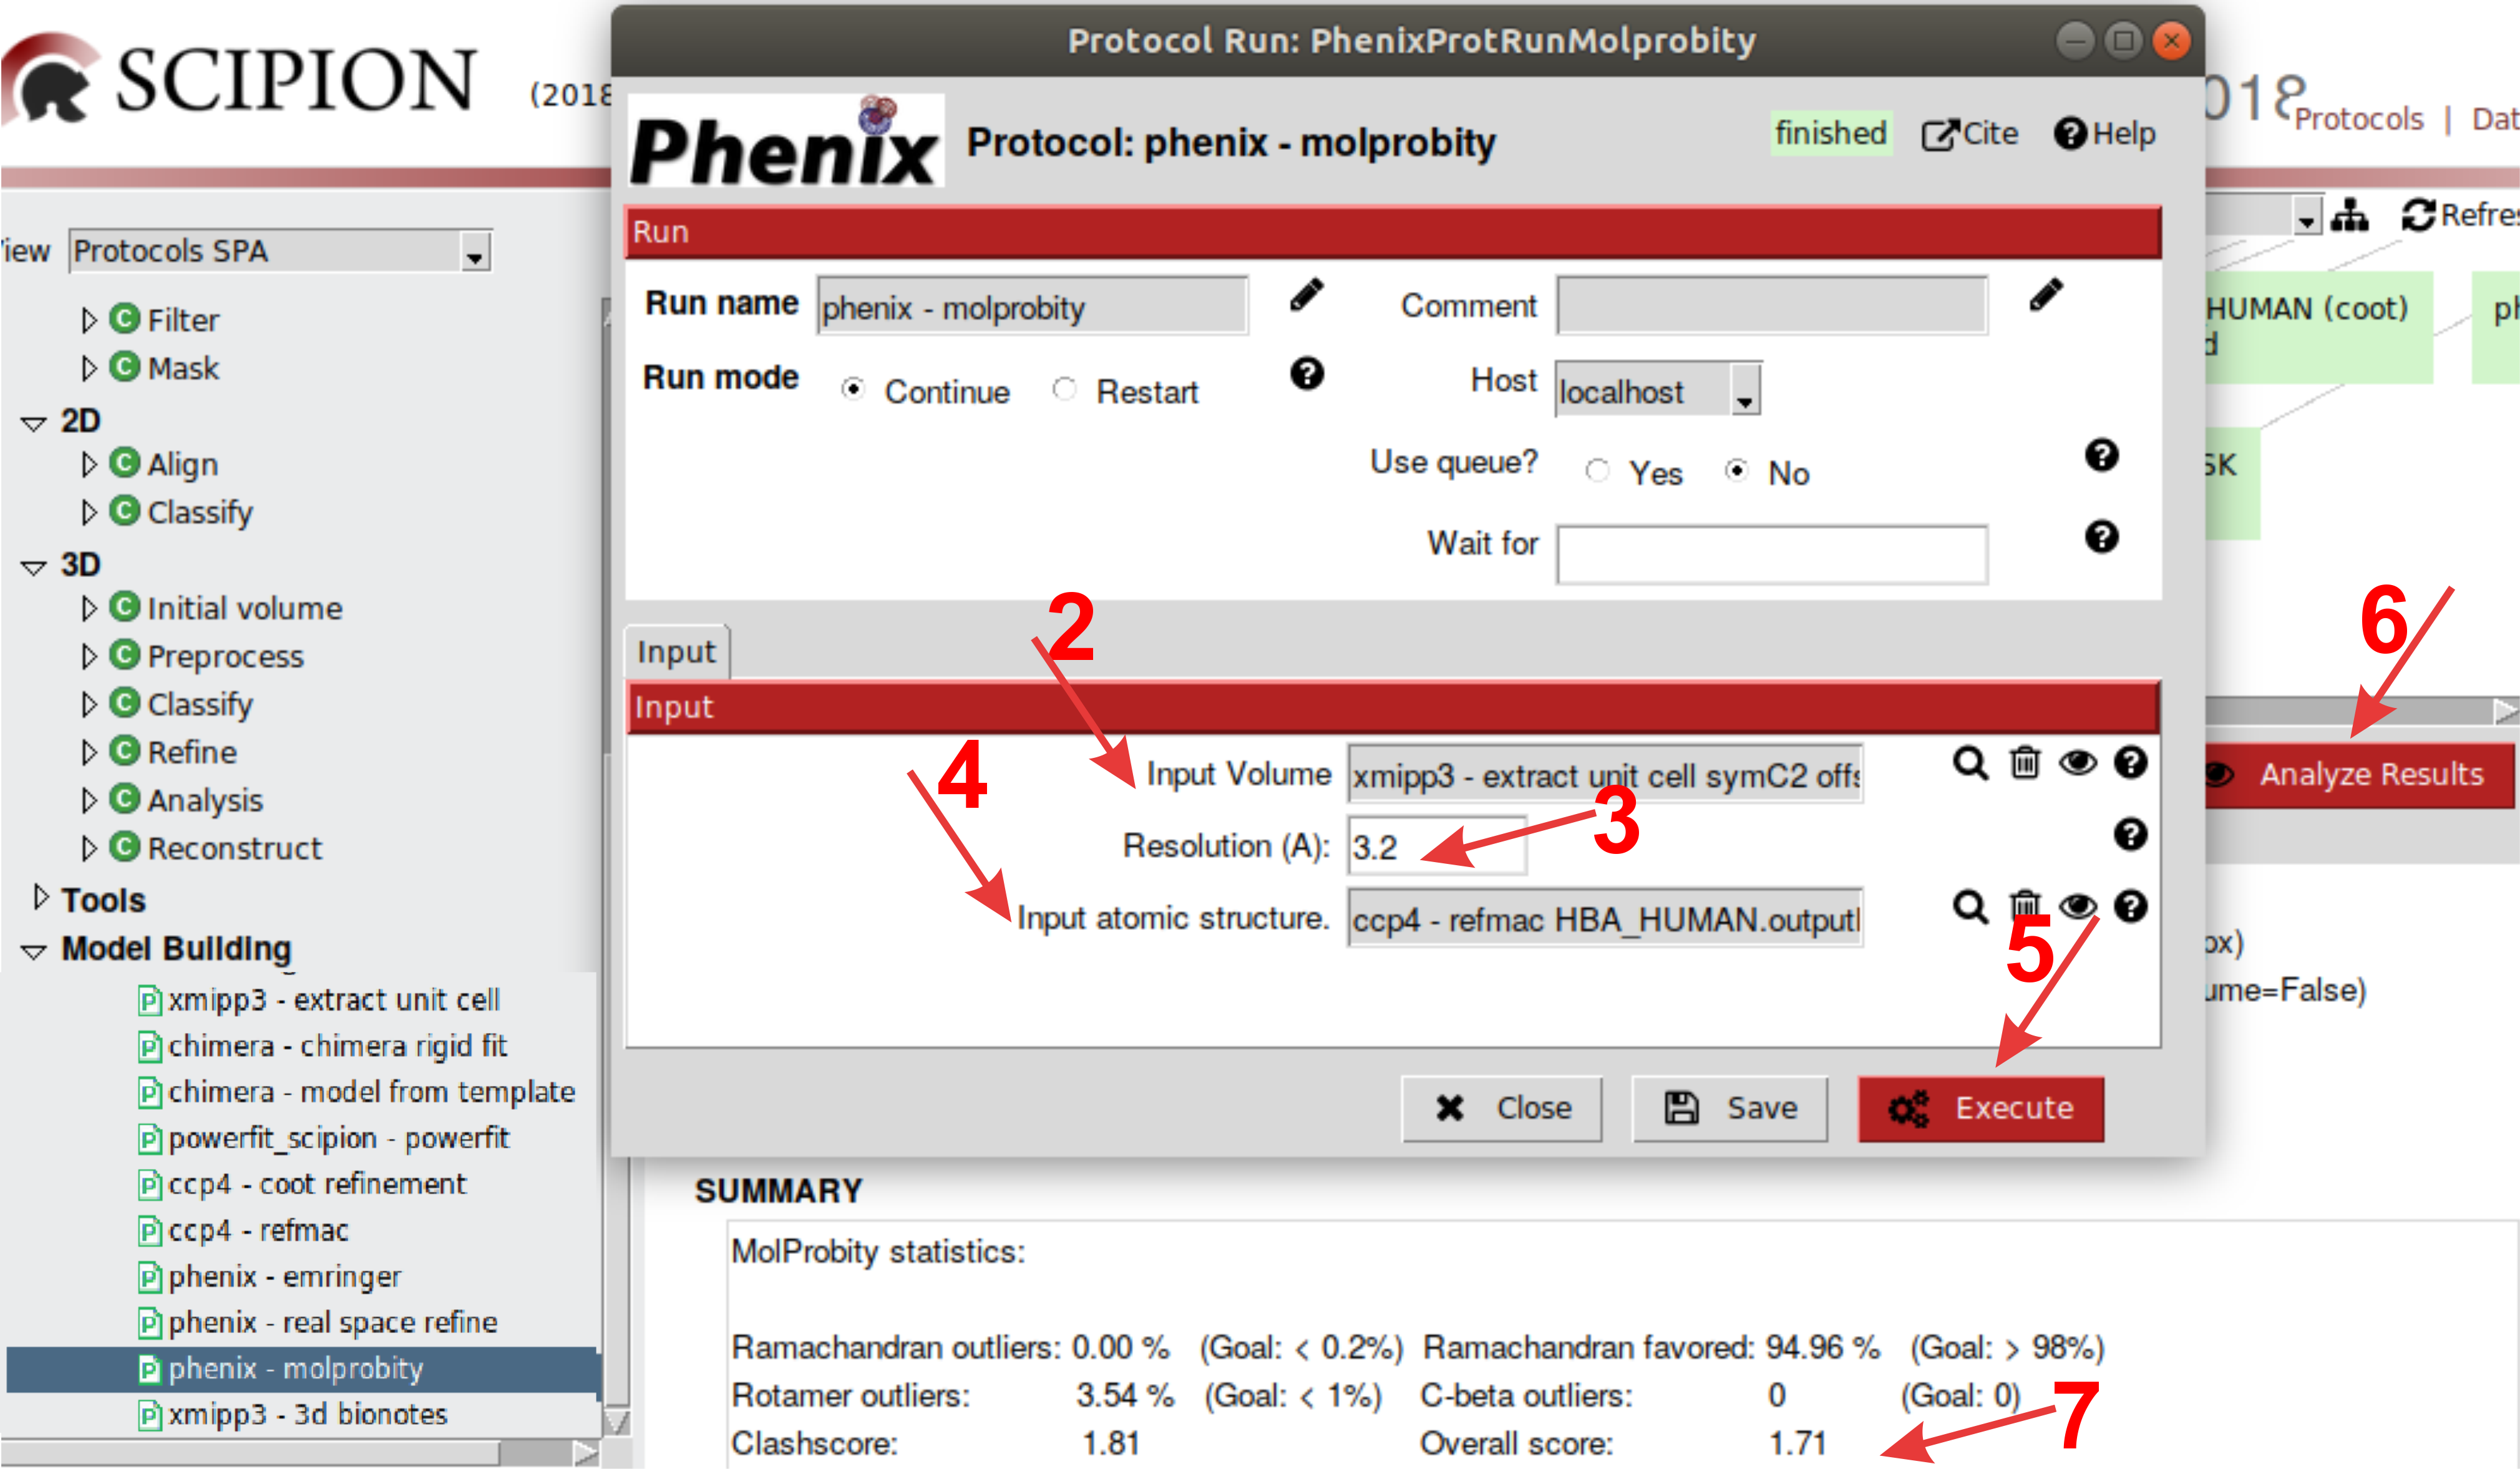 SCIPION
(2018
Protocol Run: PhenixProtRunMolprobity
018
Protocols | Dat
Phenix
Protocol: phenix - molprobity
finished
Cite
Help
Refres
View Protocols SPA
Filter
Mask
2D
Align
Classify
3D
Initial volume
Preprocess
Classify
Refine
Analysis
Reconstruct
Tools
Model Building
xmipp3 - extract unit cell
chimera - chimera rigid fit
chimera - model from template
powerfit_scipion - powerfit
ccp4 - coot refinement
ccp4 - refmac
phenix - emringer
phenix - real space refine
phenix - molprobity
xmipp3 - 3d bionotes
Run
Run name phenix - molprobity
Comment
Run mode Continue Restart
Host localhost
Use queue? Yes No
Wait for
HUMAN (coot)
d
ph
SK
2
6
Input
Input
4
Input Volume xmipp3 - extract unit cell symC2 offs
3
Resolution (A): 3.2
Input atomic structure. ccp4 - refmac HBA_HUMAN.output
5
Analyze Results
px)
ume=False)
Close
Save
Execute
SUMMARY
MolProbity statistics:
Ramachandran outliers: 0.00 % (Goal: < 0.2%) Ramachandran favored: 94.96 % (Goal: > 98%)
Rotamer outliers: 3.54 % (Goal: < 1%) C-beta outliers: 0 (Goal: 0)
Clashscore: 1.81 Overall score: 1.71
7